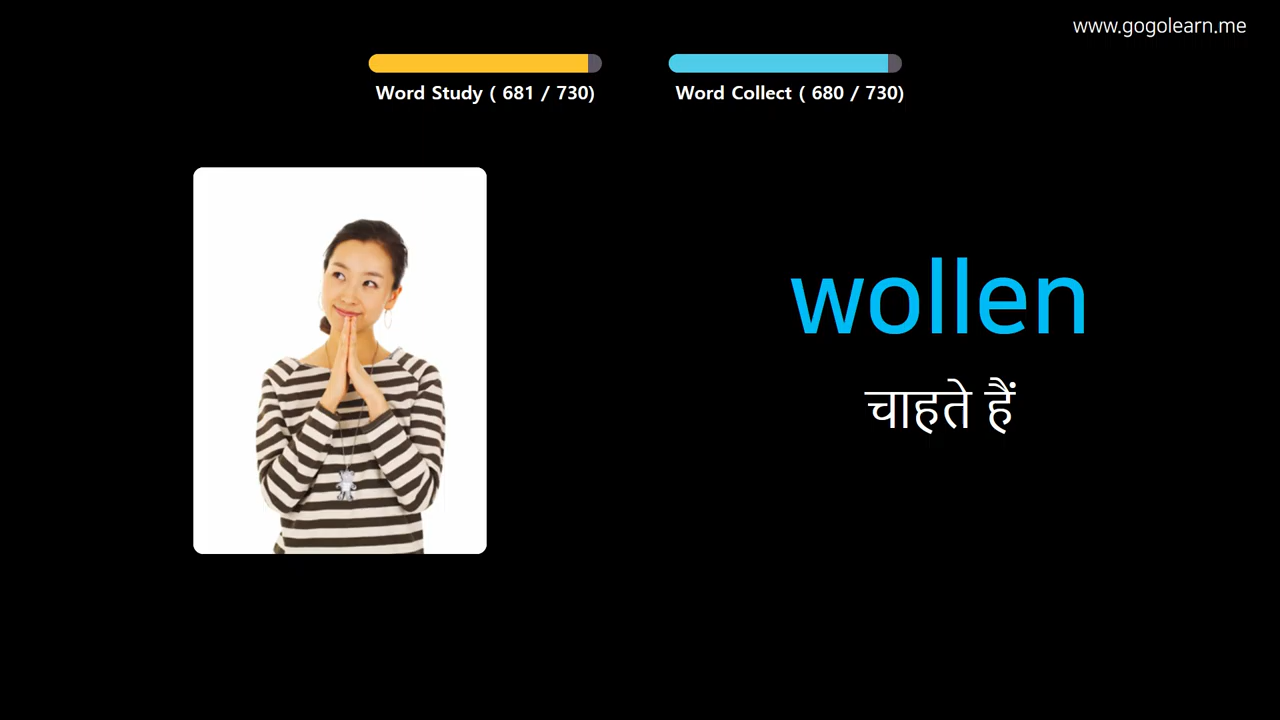 www.gogolearn.me
Word Study ( 681 / 730)
Word Collect ( 680 / 730)
wollen
चाहते हैं